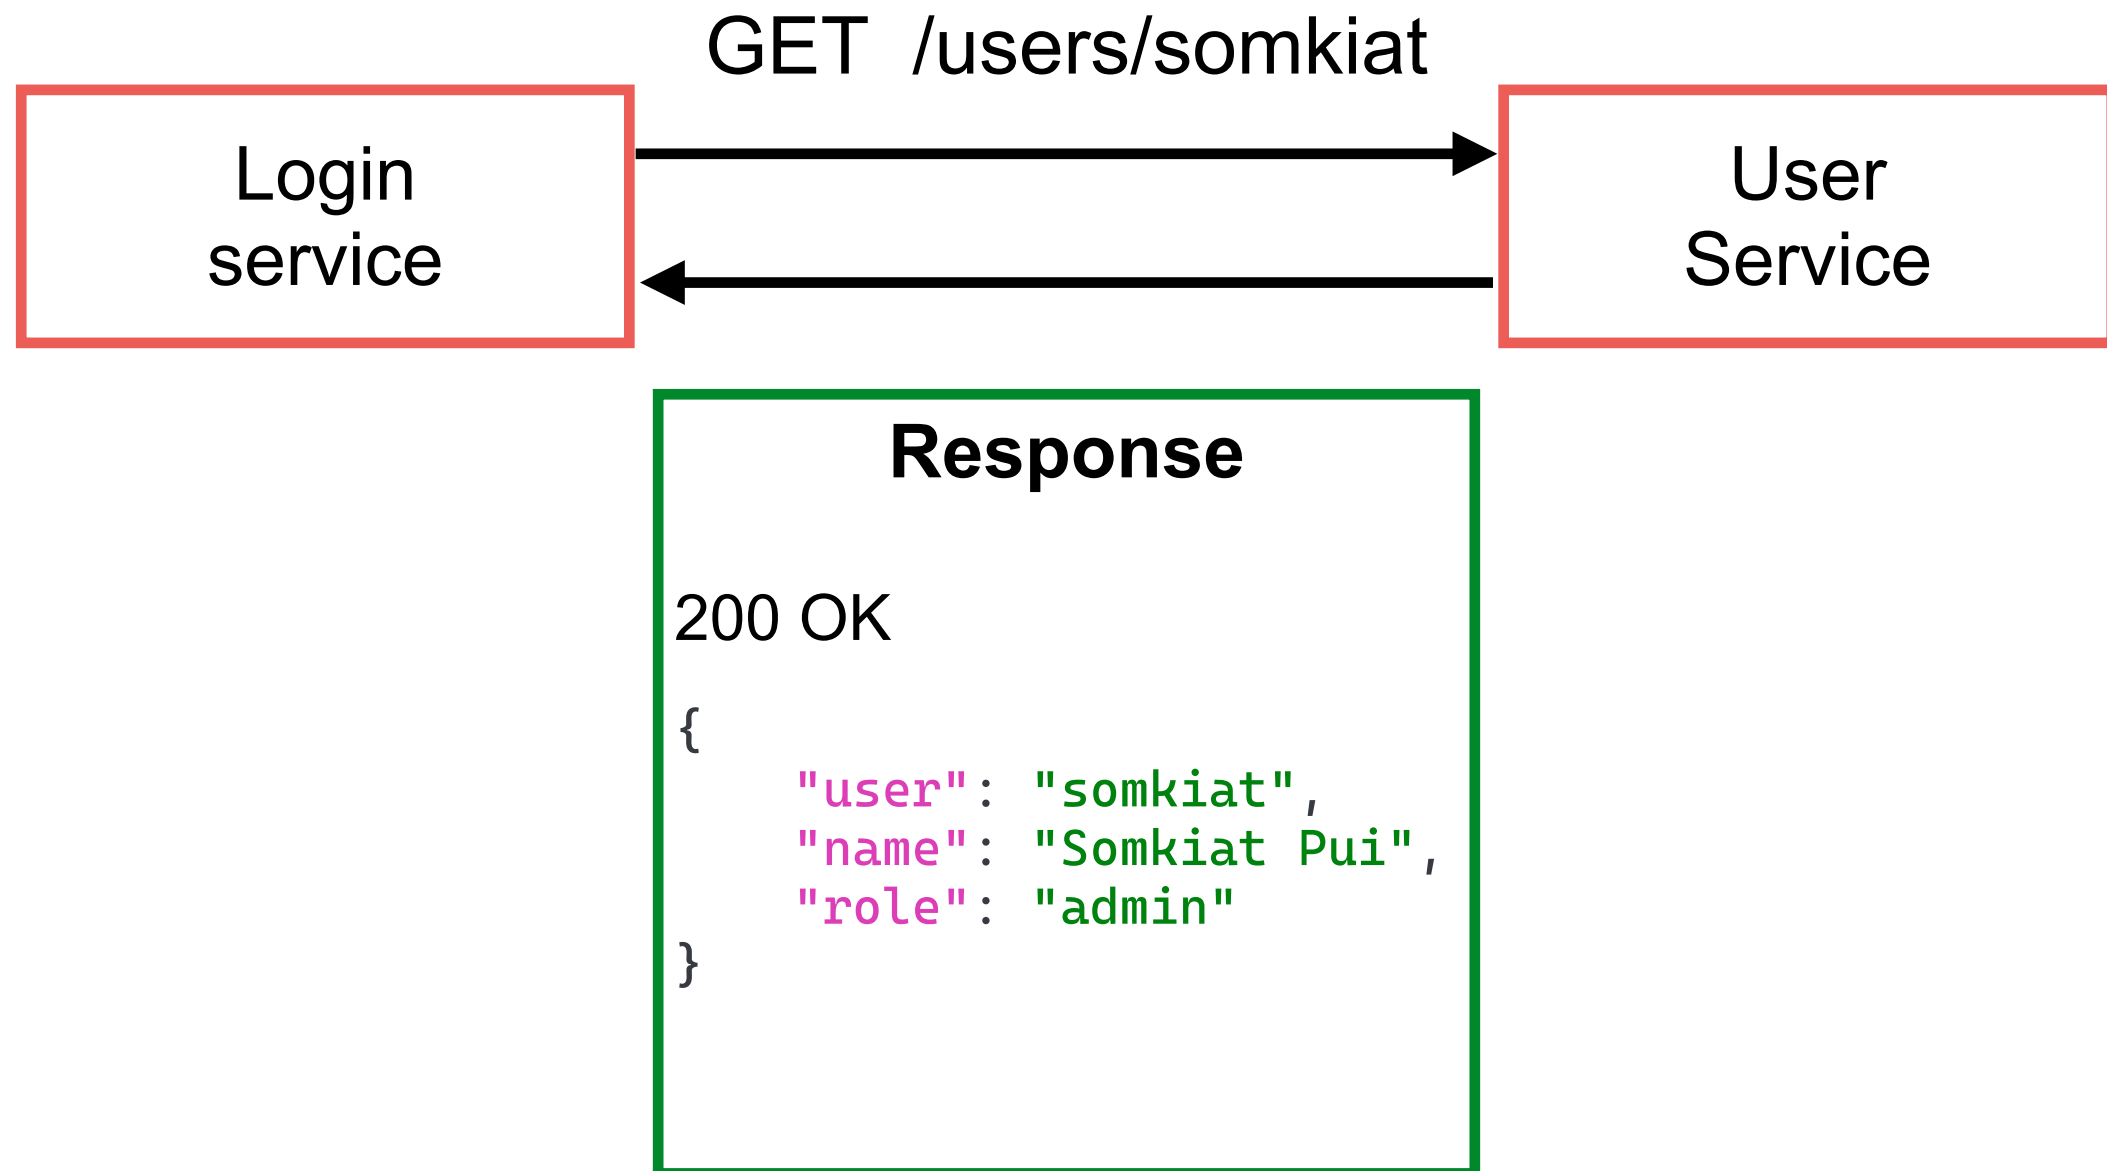 GET /users/somkiat
Login
service
User
Service
Response
200 OK
{
"user": "somkiat",
"name": "Somkiat Pui",
"role": "admin"
}